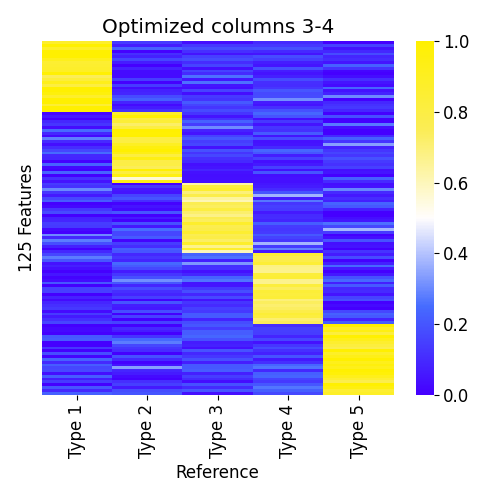 Optimized columns 3-4
125 Features
Type 1
Type 2
Type 3
Type 4
Type 5
Reference
1.0
0.8
0.6
0.4
0.2
0.0